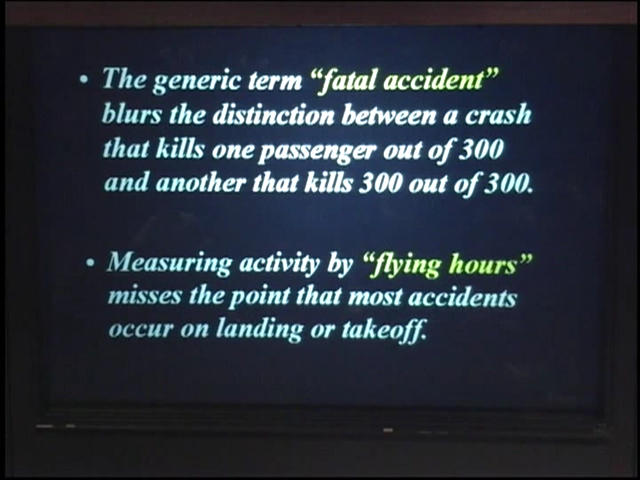 • The generic term “fatal accident”
blurs the distinction between a crash
that kills one passenger out of 300
and another that kills 300 out of 300.
• Measuring activity by “flying hours”
misses the point that most accidents
occur on landing or takeoff.